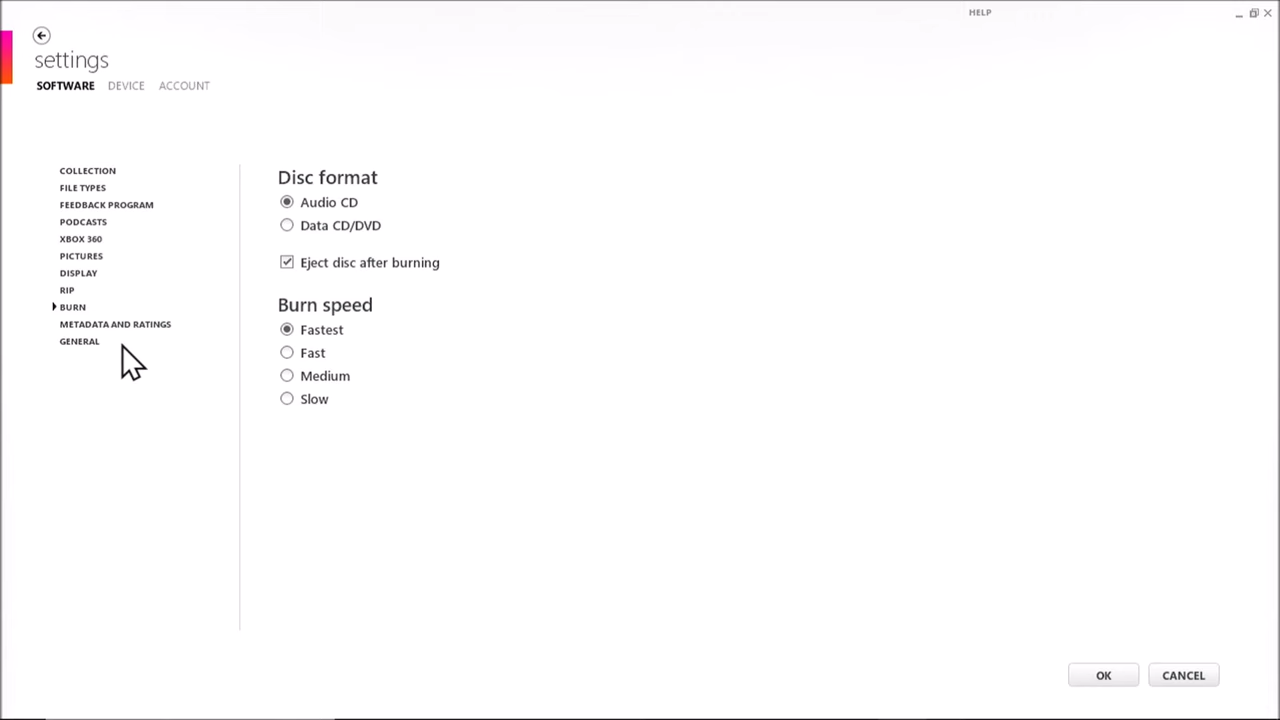 HELP
settings
SOFTWARE DEVICE ACCOUNT
COLLECTION
FILE TYPES
FEEDBACK PROGRAM
PODCASTS
XBOX 360
PICTURES
DISPLAY
RIP
BURN
METADATA AND RATINGS
GENERAL
Disc format
Audio CD
Data CD/DVD
Eject disc after burning
Burn speed
Fastest
Fast
Medium
Slow
OK CANCEL